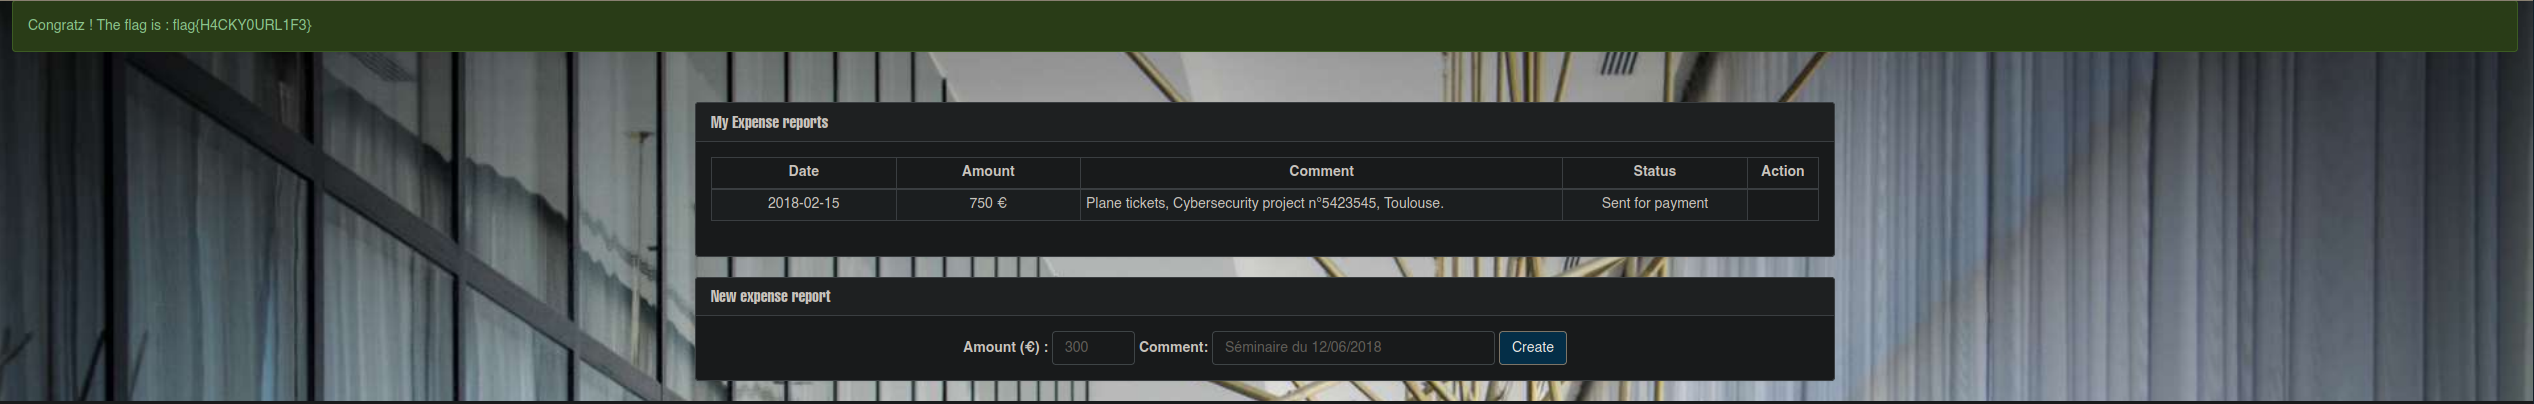 Congratz ! The flag is : flag{H4CKY0URL1F3}
My Expense reports
Date Amount Comment Status Action
2018-02-15 750 € Plane tickets, Cybersecurity project n°5423545, Toulouse. Sent for payment
New expense report
Amount (€) : 300 Comment: Séminaire du 12/06/2018 Create